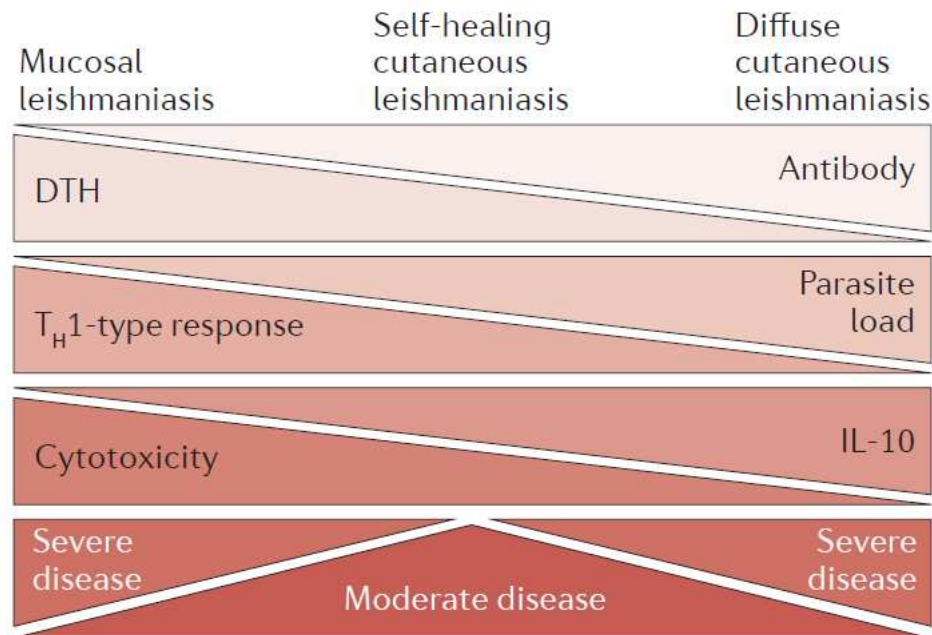 Mucosal
leishmaniasis
Self-healing
cutaneous
leishmaniasis
Diffuse
cutaneous
leishmaniasis
DTH
Antibody
TH1-type response
Parasite
load
Cytotoxicity
IL-10
Severe
disease
Moderate disease
Severe
disease